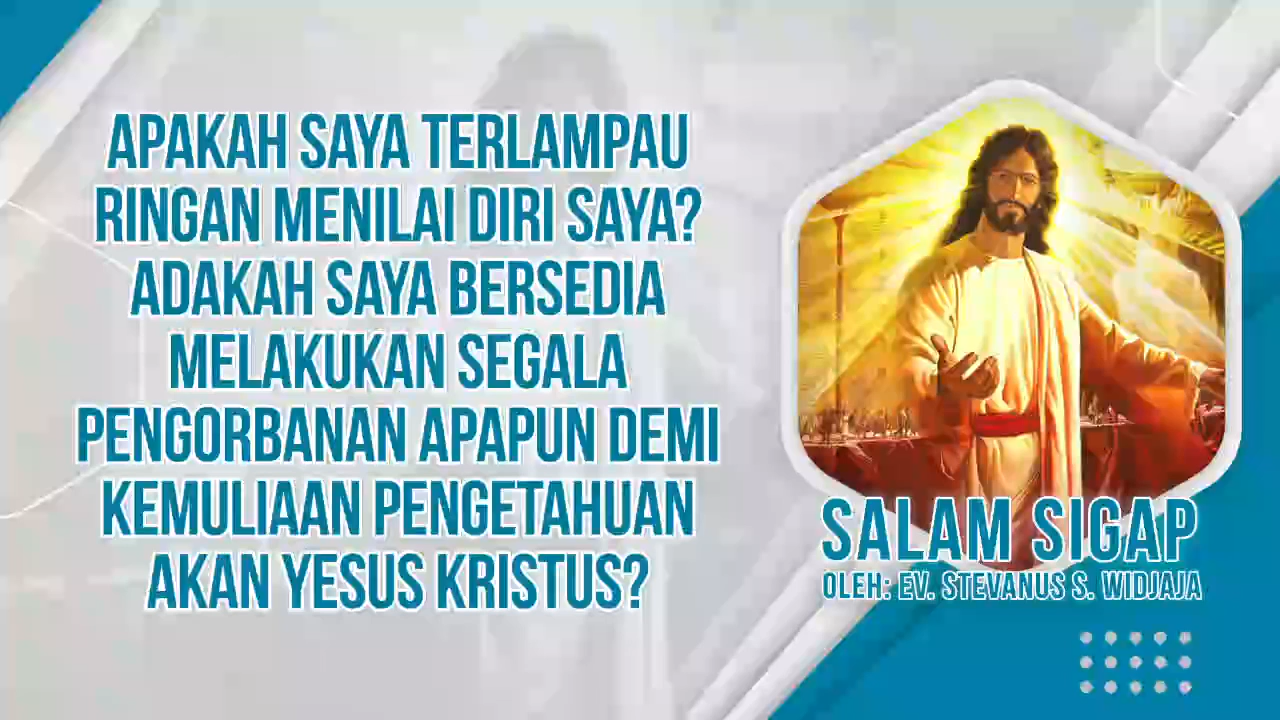 APAKAH SAYA TERLAMPAU
RINGAN MENILAI DIRI SAYA?
ADAKAH SAYA BERSEDIA
MELAKUKAN SEGALA
PENGORBANAN APAPUN DEMI
KEMULIAAN PENGETAHUAN
AKAN YESUS KRISTUS?
SALAM SIGAP
OLEH: EV. STEVANUS S. WIDJAJA